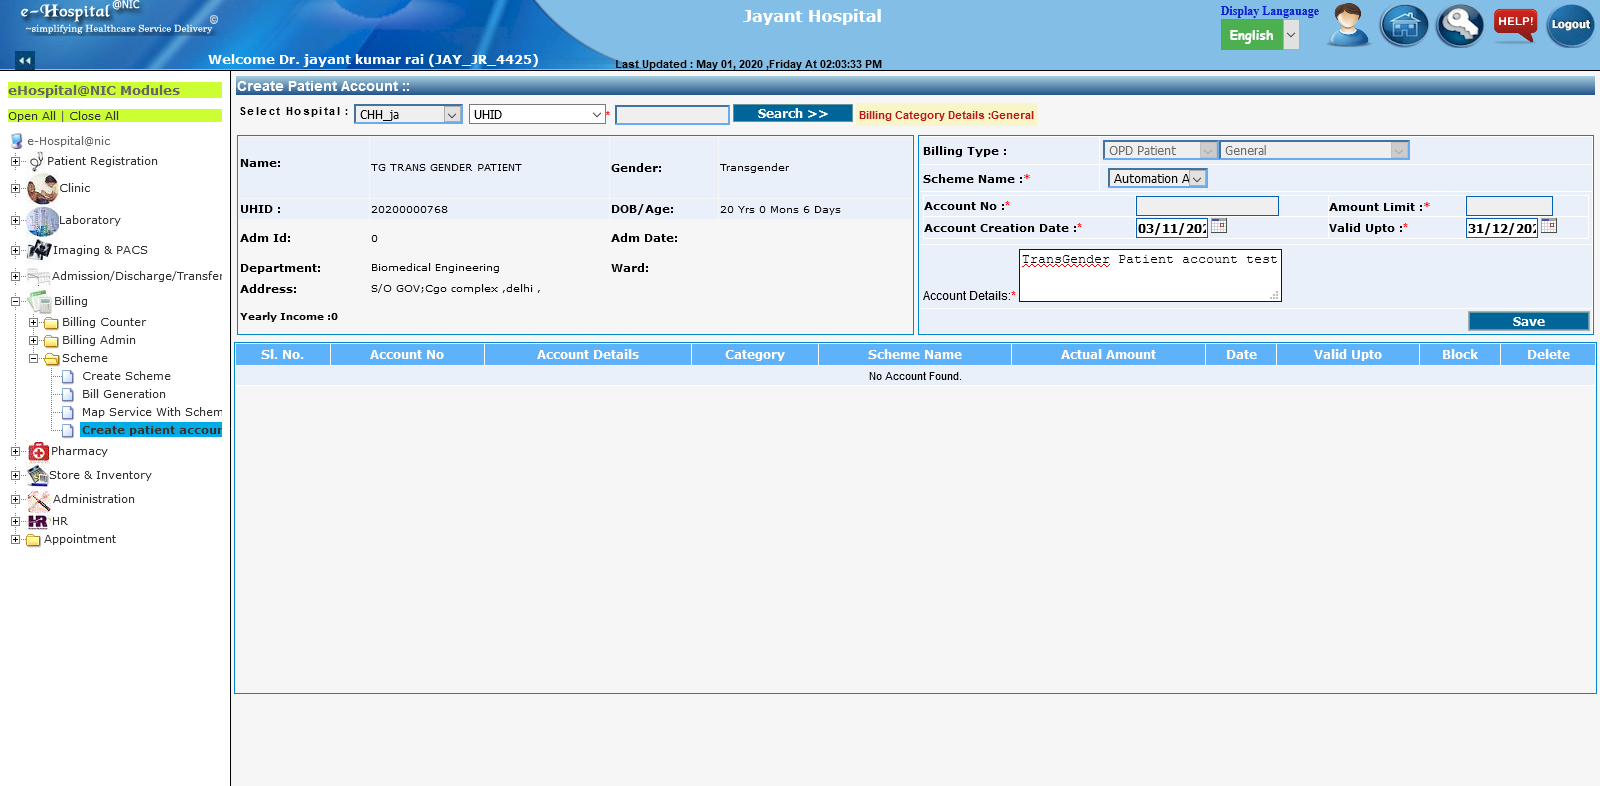 e-Hospital@NIC
©
~simplifying Healthcare Service Delivery
Jayant Hospital
Display Langauage
English
HELP!
Logout
Welcome Dr. jayant kumar rai (JAY_JR_4425)
Last Updated : May 01, 2020 ,Friday At 02:03:33 PM
eHospital@NIC Modules
Open All | Close All
e-Hospital@nic
Patient Registration
Clinic
Laboratory
Imaging & PACS
Admission/Discharge/Transfer
Billing
Billing Counter
Billing Admin
Scheme
Create Scheme
Bill Generation
Map Service With Schem
Create patient accour
Pharmacy
Store & Inventory
Administration
HR
HR
Appointment
Create Patient Account ::
Select Hospital : CHH_ja UHID * Search >> Billing Category Details :General
Name: TG TRANS GENDER PATIENT Gender: Transgender
UHID : 20200000768 DOB/Age: 20 Yrs 0 Mons 6 Days
Adm Id: 0 Adm Date:
Department: Biomedical Engineering Ward:
Address: S/O GOV;Cgo complex ,delhi ,
Yearly Income :0
Billing Type : OPD Patient General
Scheme Name :* Automation A
Account No :* Amount Limit :*
Account Creation Date :* 03/11/202 Valid Upto :* 31/12/202
Account Details:* TransGender Patient account test
Save
Sl. No. Account No Account Details Category Scheme Name Actual Amount Date Valid Upto Block Delete
No Account Found.